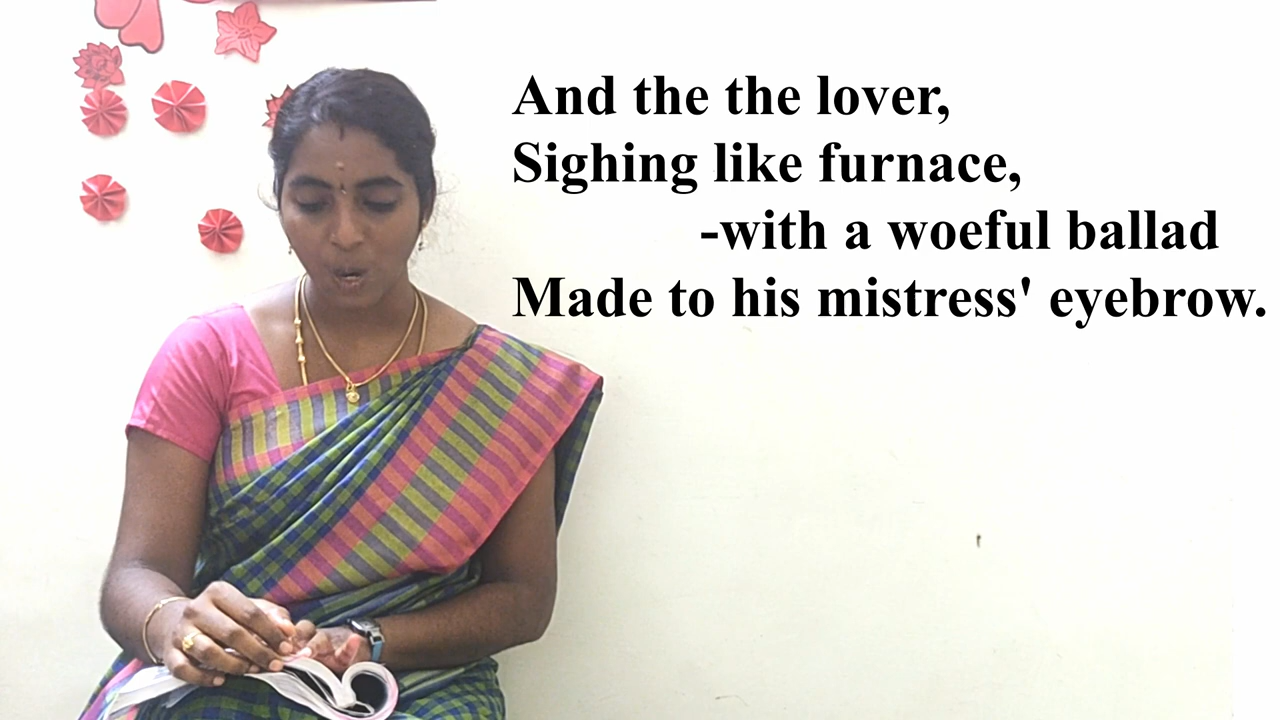 And the the lover,
Sighing like furnace,
-with a woeful ballad
Made to his mistress' eyebrow.